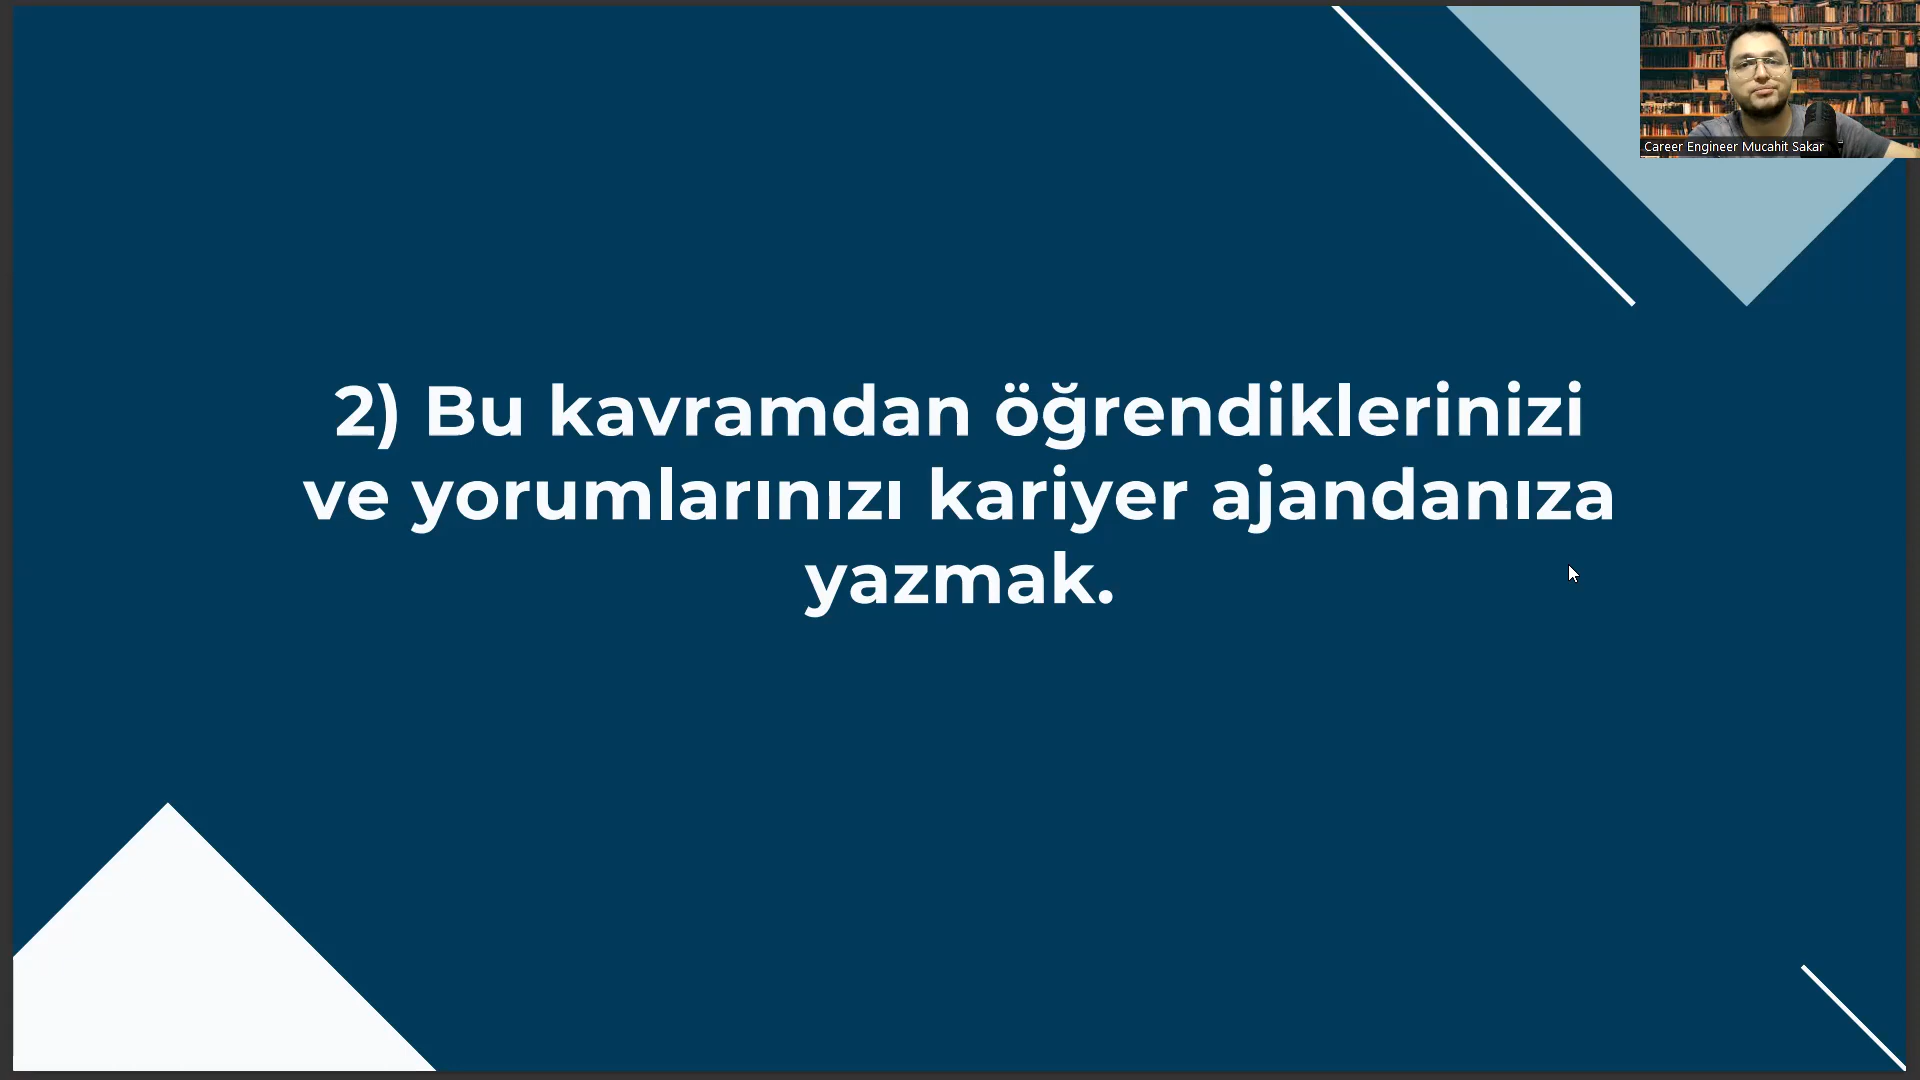 Career Engineer Mucahit Sakar
2) Bu kavramdan öğrendiklerinizi
ve yorumlarınızı kariyer ajandanıza
yazmak.